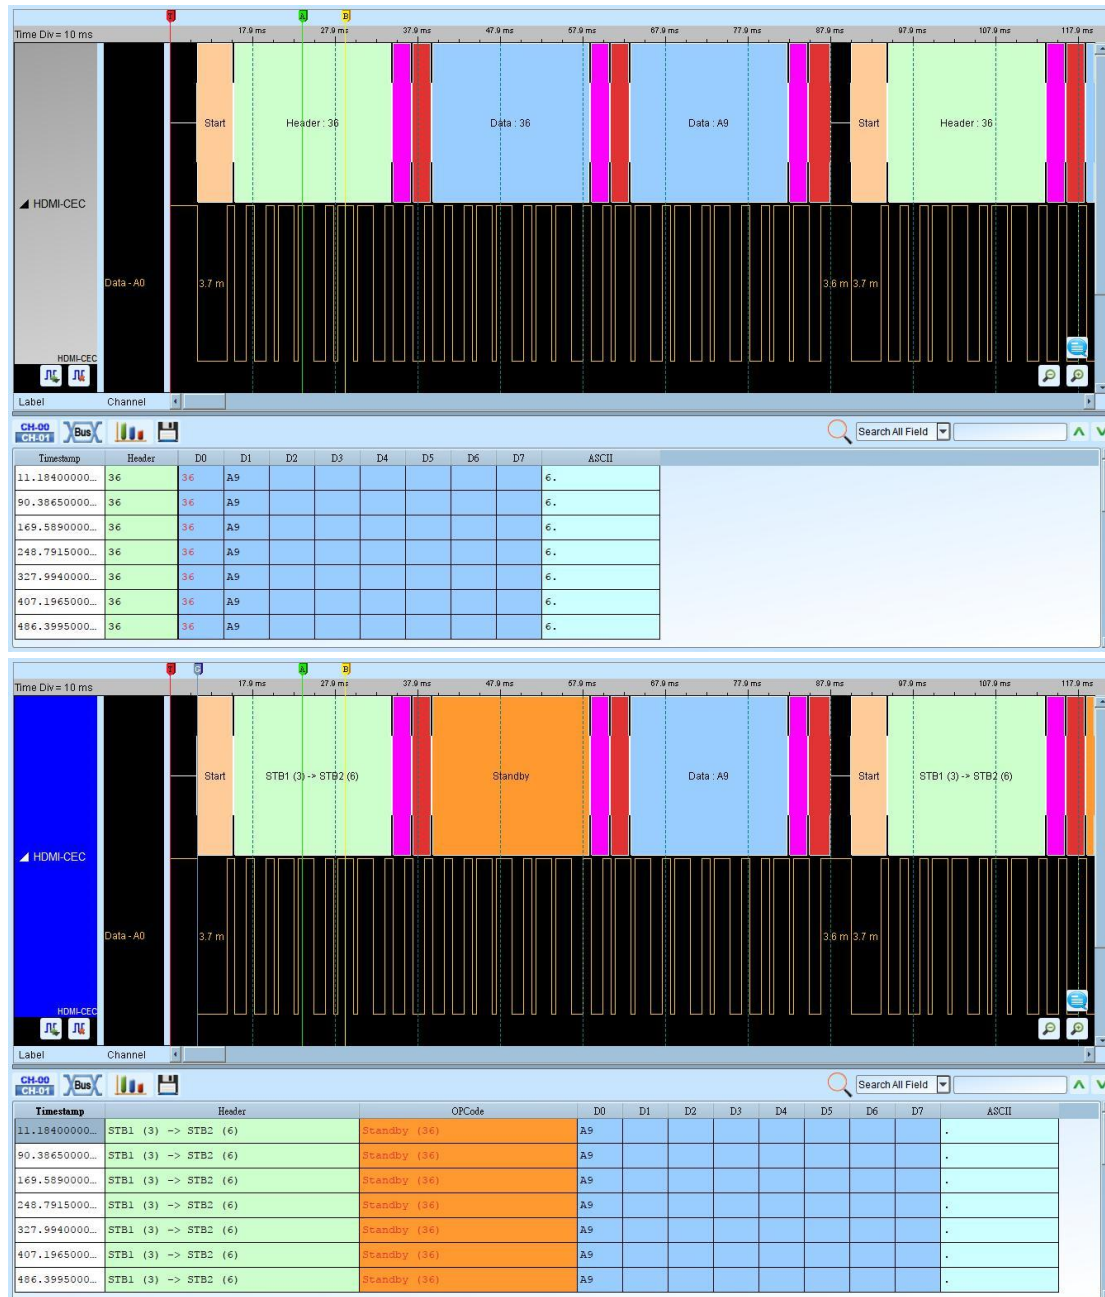 T A B
Time Div = 10 ms 17.9 ms 27.9 ms 37.9 ms 47.9 ms 57.9 ms 67.9 ms 77.9 ms 87.9 ms 97.9 ms 107.9 ms 117.9 ms
Start Header : 36 Data : 36 Data : A9 Start Header : 36
HDMI-CEC
Data - A0 3.7 m 3.6 m 3.7 m
HDMI-CEC
Label Channel
CH-00
CH-01 Bus Search All Field
Timestamp Header D0 D1 D2 D3 D4 D5 D6 D7 ASCII
11.18400000... 36 36 A9 6.
90.38650000... 36 36 A9 6.
169.5890000... 36 36 A9 6.
248.7915000... 36 36 A9 6.
327.9940000... 36 36 A9 6.
407.1965000... 36 36 A9 6.
486.3995000... 36 36 A9 6.
T A B
Time Div = 10 ms 17.9 ms 27.9 ms 37.9 ms 47.9 ms 57.9 ms 67.9 ms 77.9 ms 87.9 ms 97.9 ms 107.9 ms 117.9 ms
Start STB1 (3) -> STB2 (6) Standby Data : A9 Start STB1 (3) -> STB2 (6)
HDMI-CEC
Data - A0 3.7 m 3.6 m 3.7 m
HDMI-CEC
Label Channel
CH-00
CH-01 Bus Search All Field
Timestamp Header OPCode D0 D1 D2 D3 D4 D5 D6 D7 ASCII
11.18400000... STB1 (3) -> STB2 (6) Standby (36) A9 .
90.38650000... STB1 (3) -> STB2 (6) Standby (36) A9 .
169.5890000... STB1 (3) -> STB2 (6) Standby (36) A9 .
248.7915000... STB1 (3) -> STB2 (6) Standby (36) A9 .
327.9940000... STB1 (3) -> STB2 (6) Standby (36) A9 .
407.1965000... STB1 (3) -> STB2 (6) Standby (36) A9 .
486.3995000... STB1 (3) -> STB2 (6) Standby (36) A9 .